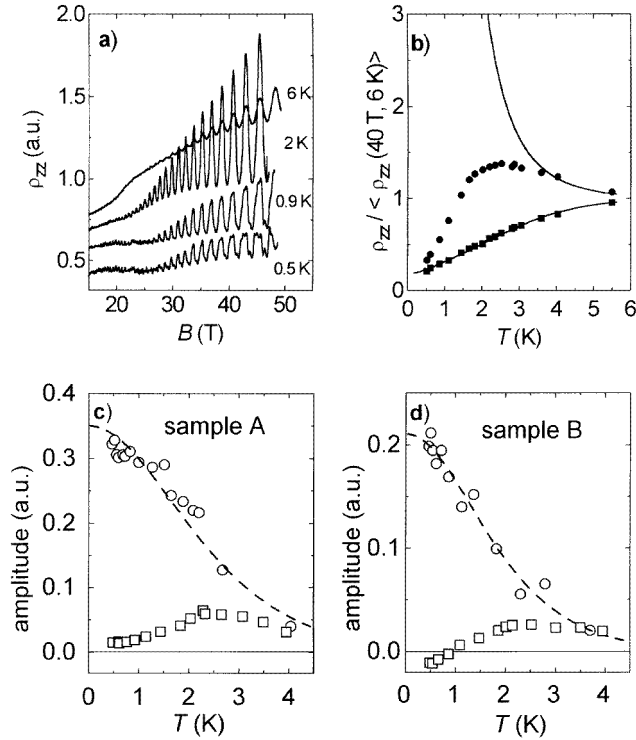 a)
ρzz (a.u.)
2.0
1.5
1.0
0.5
6 K
2 K
0.9 K
0.5 K
20 30 40 50
B (T)
b)
ρzz / < ρzz (40 T, 6 K)>
3
2
1
0
0 1 2 3 4 5 6
T (K)
c)
sample A
amplitude (a.u.)
0.4
0.3
0.2
0.1
0.0
0 1 2 3 4
T (K)
d)
sample B
amplitude (a.u.)
0.2
0.1
0.0
0 1 2 3 4
T (K)